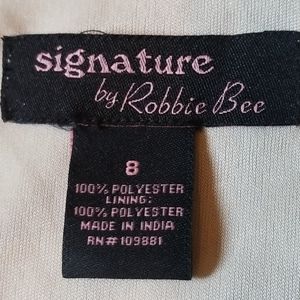 signature
by Robbie Bee
8
100% POLYESTER
LINING:
100% POLYESTER
MADE IN INDIA
RN# 109881